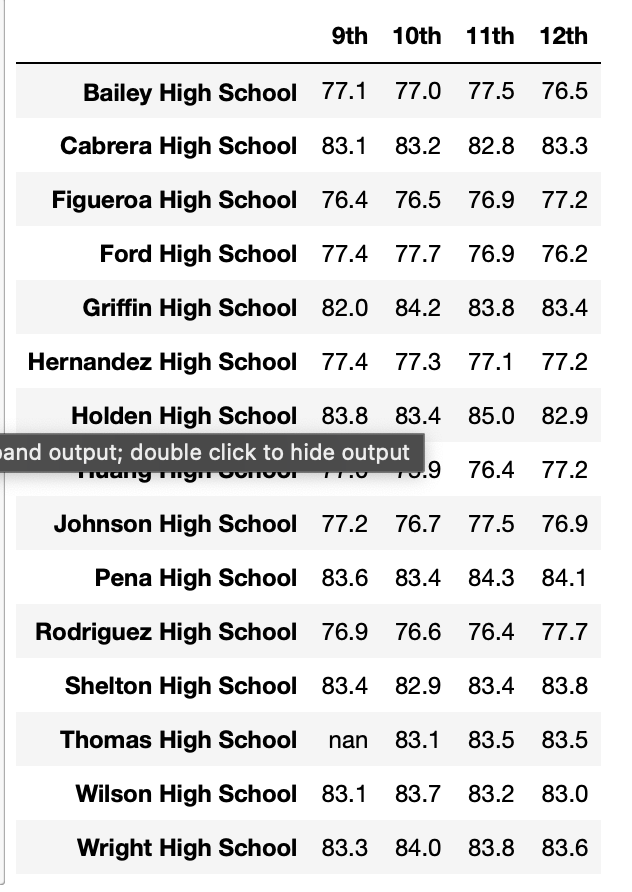 9th 10th 11th 12th
Bailey High School 77.1 77.0 77.5 76.5
Cabrera High School 83.1 83.2 82.8 83.3
Figueroa High School 76.4 76.5 76.9 77.2
Ford High School 77.4 77.7 76.9 76.2
Griffin High School 82.0 84.2 83.8 83.4
Hernandez High School 77.4 77.3 77.1 77.2
Holden High School 83.8 83.4 85.0 82.9
output; double click to hide output
High School 76.4 77.2
Johnson High School 77.2 76.7 77.5 76.9
Pena High School 83.6 83.4 84.3 84.1
Rodriguez High School 76.9 76.6 76.4 77.7
Shelton High School 83.4 82.9 83.4 83.8
Thomas High School nan 83.1 83.5 83.5
Wilson High School 83.1 83.7 83.2 83.0
Wright High School 83.3 84.0 83.8 83.6